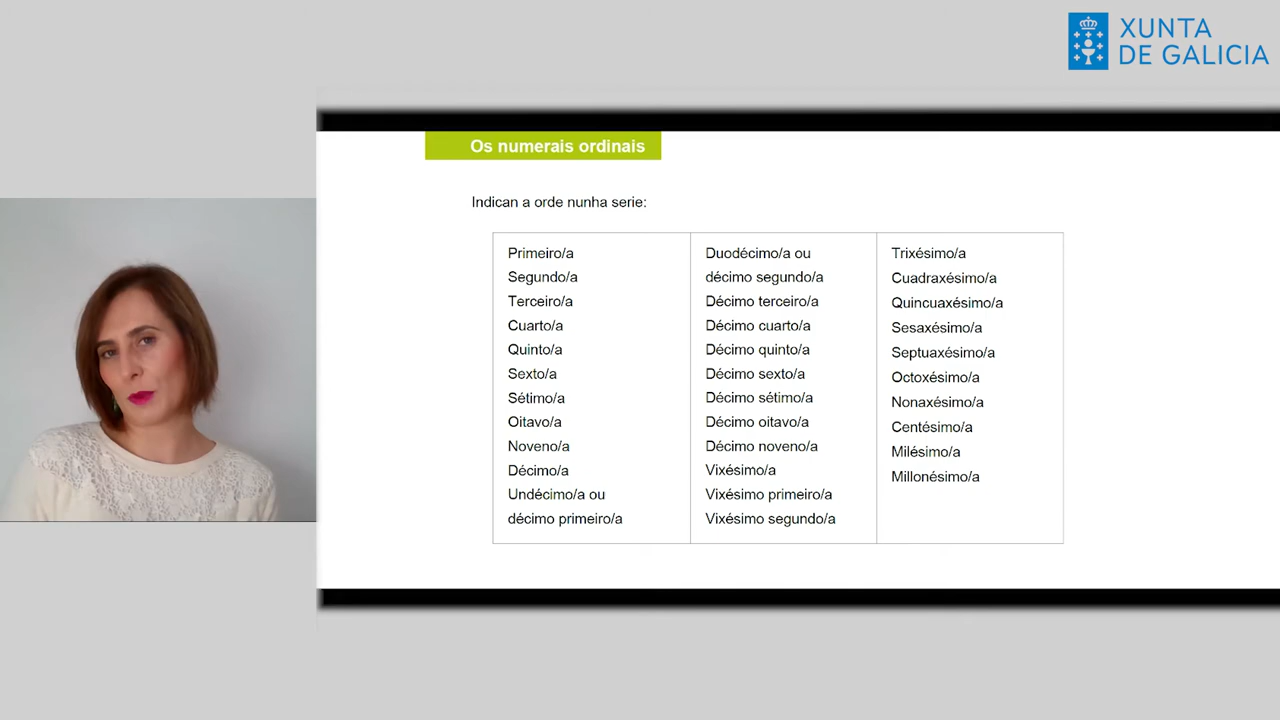 XUNTA
DE GALICIA
Os numerais ordinais
Indican a orde nunha serie:
Primeiro/a
Segundo/a
Terceiro/a
Cuarto/a
Quinto/a
Sexto/a
Sétimo/a
Oitavo/a
Noveno/a
Décimo/a
Undécimo/a ou
décimo primeiro/a
Duodécimo/a ou
décimo segundo/a
Décimo terceiro/a
Décimo cuarto/a
Décimo quinto/a
Décimo sexto/a
Décimo sétimo/a
Décimo oitavo/a
Décimo noveno/a
Vixésimo/a
Vixésimo primeiro/a
Vixésimo segundo/a
Trixésimo/a
Cuadraxésimo/a
Quincuaxésimo/a
Sesaxésimo/a
Septuaxésimo/a
Octoxésimo/a
Nonaxésimo/a
Centésimo/a
Milésimo/a
Millonésimo/a